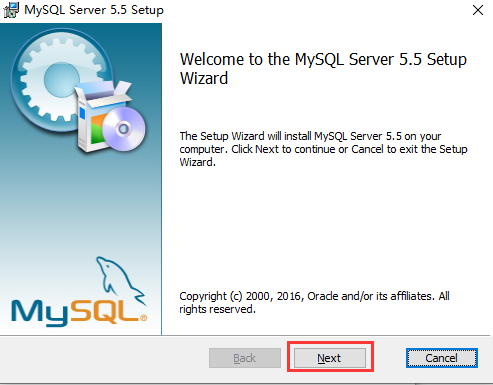 MySQL Server 5.5 Setup
Welcome to the MySQL Server 5.5 Setup
Wizard
The Setup Wizard will install MySQL Server 5.5 on your
computer. Click Next to continue or Cancel to exit the Setup
Wizard.
MySQL®
Copyright (c) 2000, 2016, Oracle and/or its affiliates. All
rights reserved.
Back Next Cancel